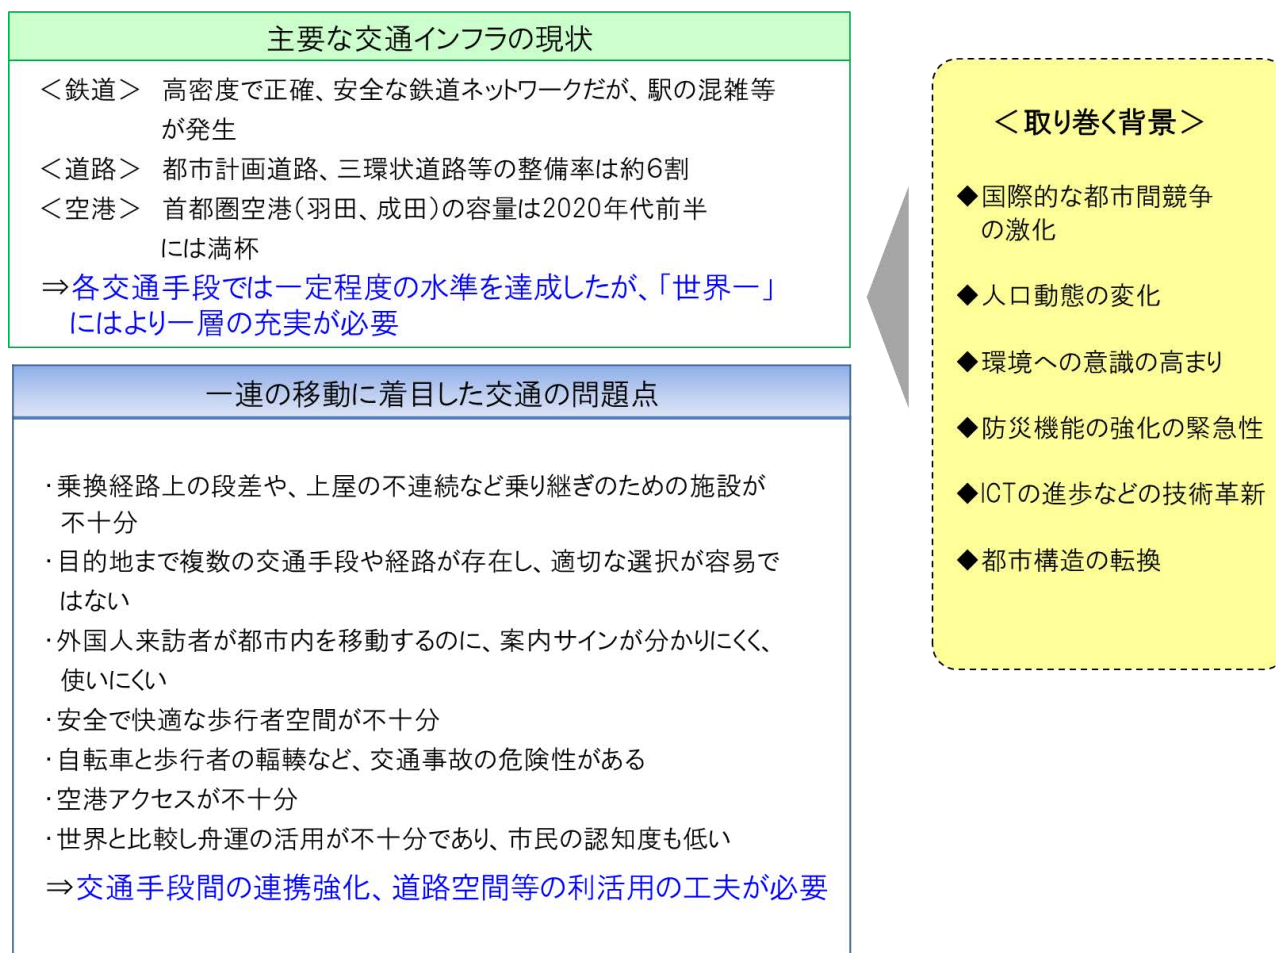 主要な交通インフラの現状
＜鉄道＞ 高密度で正確、安全な鉄道ネットワークだが、駅の混雑等
が発生
＜道路＞ 都市計画道路、三環状道路等の整備率は約6割
＜空港＞ 首都圏空港（羽田、成田）の容量は2020年代前半
には満杯
⇒各交通手段では一定程度の水準を達成したが、「世界一」
にはより一層の充実が必要
一連の移動に着目した交通の問題点
・乗換経路上の段差や、上屋の不連続など乗り継ぎのための施設が
不十分
・目的地まで複数の交通手段や経路が存在し、適切な選択が容易で
はない
・外国人来訪者が都市内を移動するのに、案内サインが分かりにくく、
使いにくい
・安全で快適な歩行者空間が不十分
・自転車と歩行者の輻輳など、交通事故の危険性がある
・空港アクセスが不十分
・世界と比較し舟運の活用が不十分であり、市民の認知度も低い
⇒交通手段間の連携強化、道路空間等の利活用の工夫が必要
＜取り巻く背景＞
◆国際的な都市間競争
の激化
◆人口動態の変化
◆環境への意識の高まり
◆防災機能の強化の緊急性
◆ICTの進歩などの技術革新
◆都市構造の転換